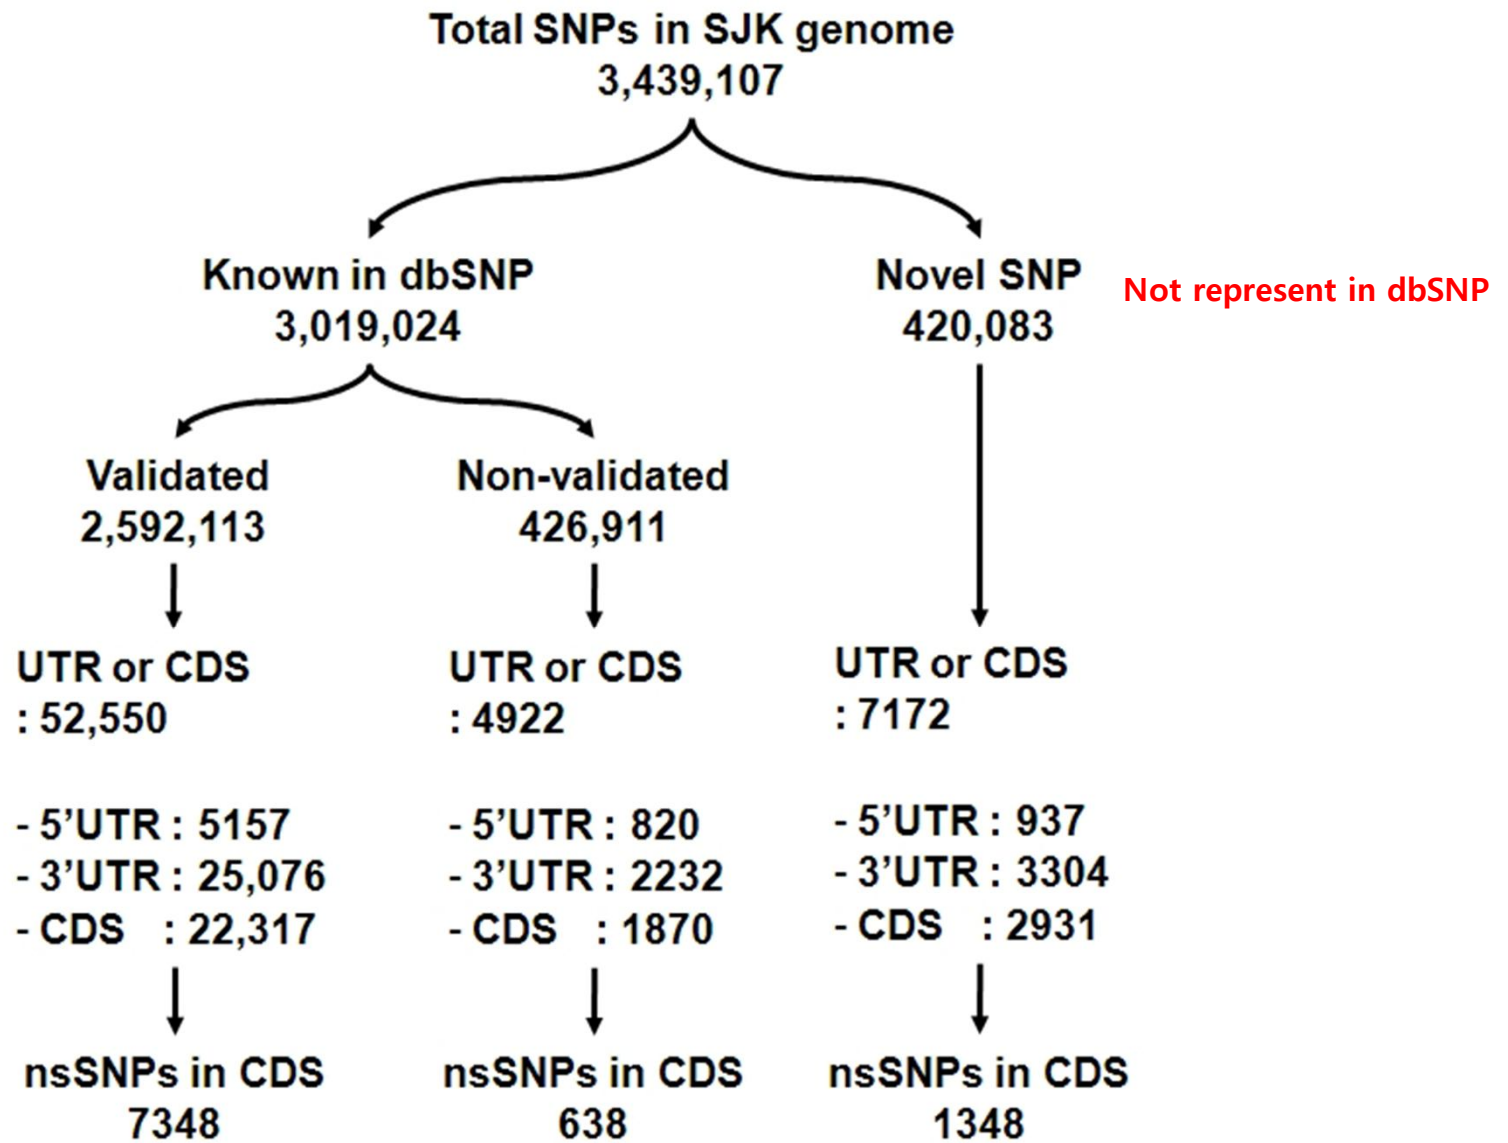 Total SNPs in SJK genome
3,439,107
Known in dbSNP
3,019,024
Novel SNP
420,083
Not represent in dbSNP
Validated
2,592,113
Non-validated
426,911
UTR or CDS
: 52,550
- 5’UTR : 5157
- 3’UTR : 25,076
- CDS : 22,317
nsSNPs in CDS
7348
UTR or CDS
: 4922
- 5’UTR : 820
- 3’UTR : 2232
- CDS : 1870
nsSNPs in CDS
638
UTR or CDS
: 7172
- 5’UTR : 937
- 3’UTR : 3304
- CDS : 2931
nsSNPs in CDS
1348